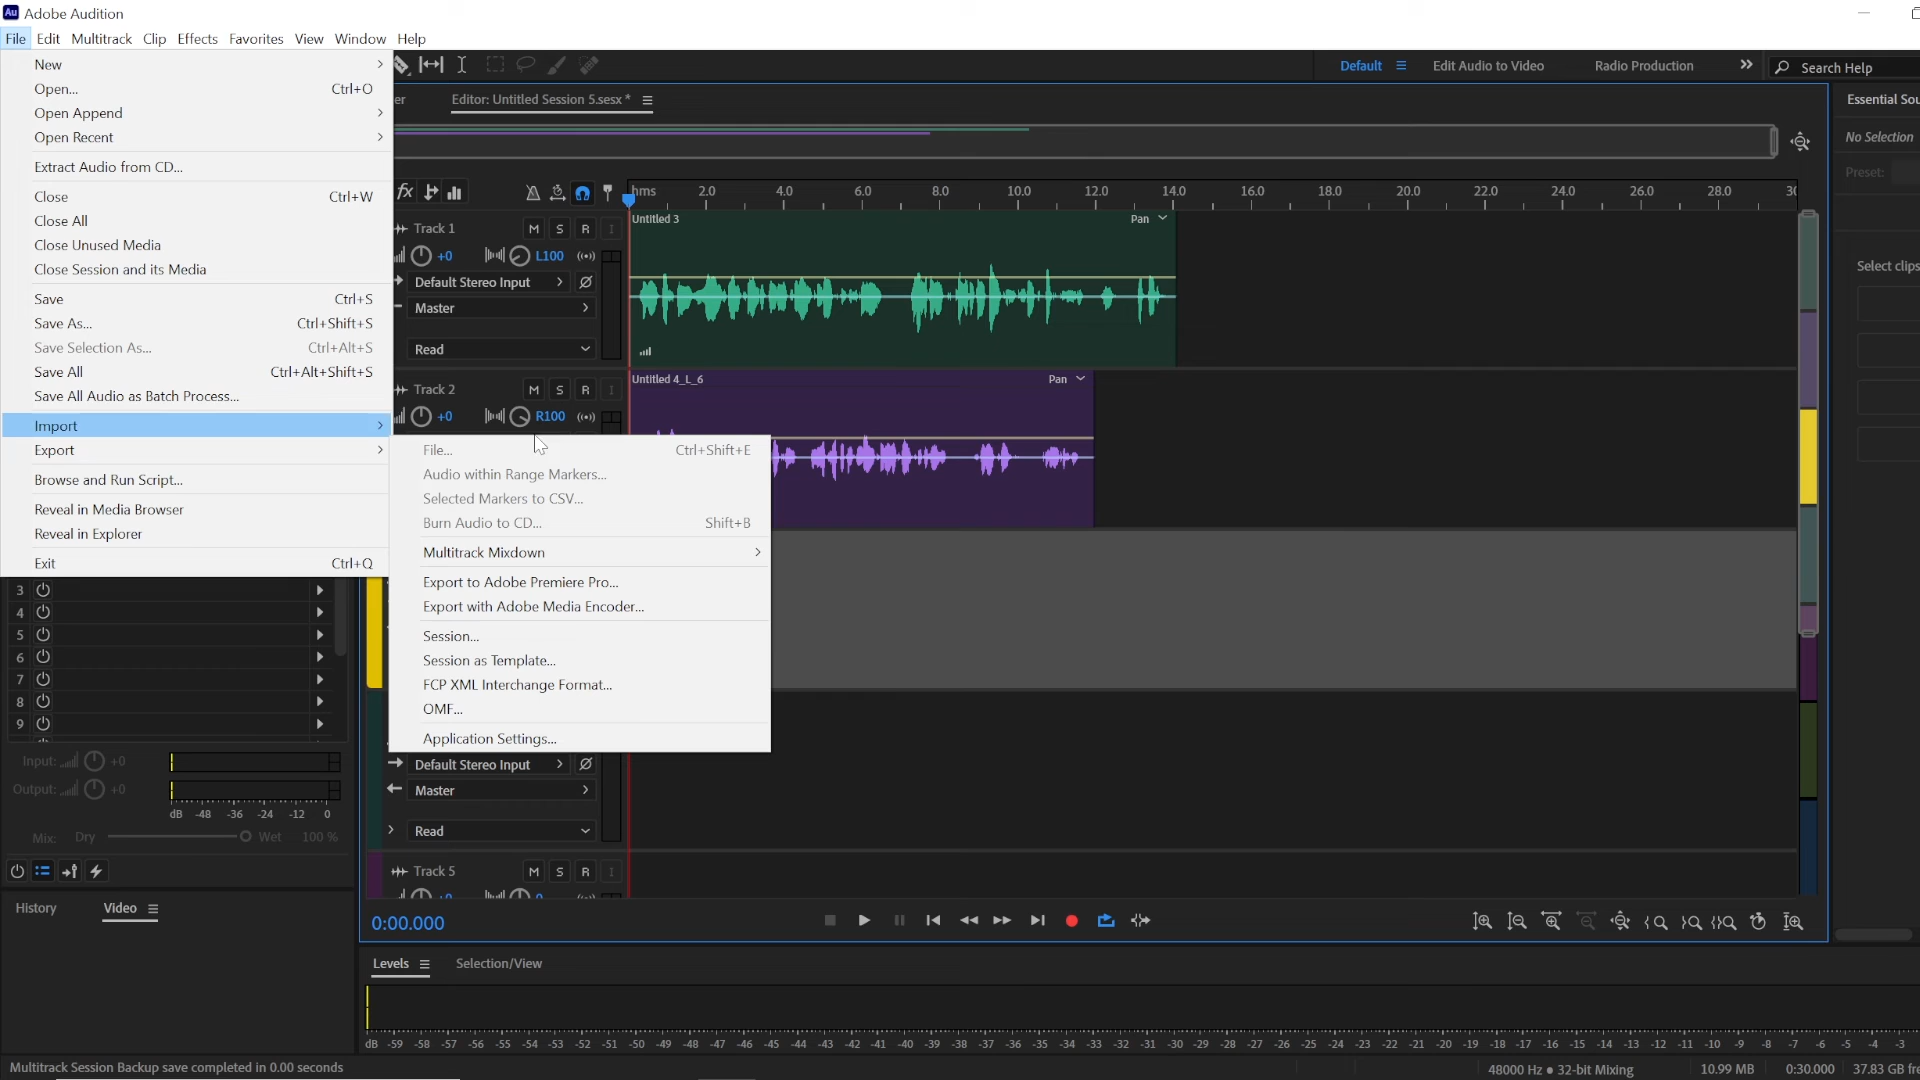 Au Adobe Audition
File Edit Multitrack Clip Effects Favorites View Window Help
New
Open... Ctrl+O
Open Append
Open Recent
Extract Audio from CD...
Close Ctrl+W
Close All
Close Unused Media
Close Session and its Media
Save Ctrl+S
Save As... Ctrl+Shift+S
Save Selection As... Ctrl+Alt+S
Save All Ctrl+Alt+Shift+S
Save All Audio as Batch Process...
Import
Export
Browse and Run Script...
Reveal in Media Browser
Reveal in Explorer
Exit Ctrl+Q
File... Ctrl+Shift+E
Audio within Range Markers...
Selected Markers to CSV...
Burn Audio to CD... Shift+B
Multitrack Mixdown
Export to Adobe Premiere Pro...
Export with Adobe Media Encoder...
Session...
Session as Template...
FCP XML Interchange Format...
OMF...
Application Settings...
Default Edit Audio to Video Radio Production Search Help
er Editor: Untitled Session 5.sesx * Essential Sou
No Selection
Preset:
fx hms 2.0 4.0 6.0 8.0 10.0 12.0 14.0 16.0 18.0 20.0 22.0 24.0 26.0 28.0 30
Untitled 3 Pan
Track 1 M S R I
+0 L100
Select clips
Default Stereo Input
Master
Read
Untitled 4_L_6 Pan
Track 2 M S R I
+0 R100
3
4
5
6
7
8
9
Input: +0
Output: +0
dB -48 -36 -24 -12 0
Mix: Dry Wet 100 %
Default Stereo Input
Master
Read
Track 5 M S R I
+0 0
History Video
0:00.000
Levels Selection/View
dB -59 -58 -57 -56 -55 -54 -53 -52 -51 -50 -49 -48 -47 -46 -45 -44 -43 -42 -41 -40 -39 -38 -37 -36 -35 -34 -33 -32 -31 -30 -29 -28 -27 -26 -25 -24 -23 -22 -21 -20 -19 -18 -17 -16 -15 -14 -13 -12 -11 -10 -9 -8 -7 -6 -5 -4 -3
Multitrack Session Backup save completed in 0.00 seconds
48000 Hz • 32-bit Mixing 10.99 MB 0:30.000 37.83 GB fre